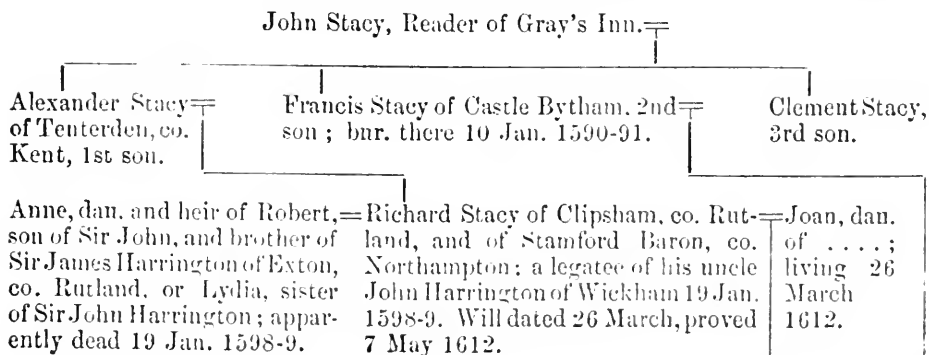 John Stacy, Reader of Gray's Inn.
Alexander Stacy
of Tenterden, co.
Kent, 1st son.
Francis Stacy of Castle Bytham, 2nd
son ; bur. there 10 Jan. 1590-91.
Clement Stacy,
3rd son.
Anne, dan. and heir of Robert,
son of Sir John, and brother of
Sir James Harrington of Exton,
co. Rutland, or Lydia, sister
of Sir John Harrington ; appar-
ently dead 19 Jan. 1598-9.
Richard Stacy of Clipsham, co. Rut-
land, and of Stamford Baron, co.
Northampton ; a legatee of his uncle
John Harrington of Wickham 19 Jan.
1598-9. Will dated 26 March, proved
7 May 1612.
Joan, dan.
of . . . . ;
living 26
March
1612.